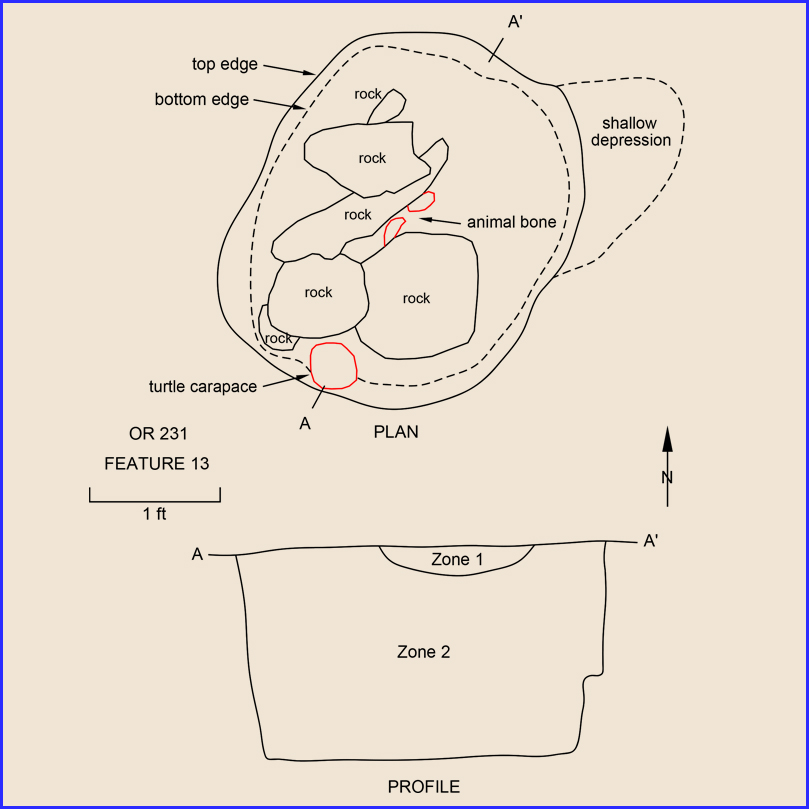 A'
top edge
bottom edge
rock
shallow
depression
rock
rock
animal bone
rock
rock
rock
turtle carapace
A
PLAN
OR 231
FEATURE 13
N
1 ft
A
A'
Zone 1
Zone 2
PROFILE